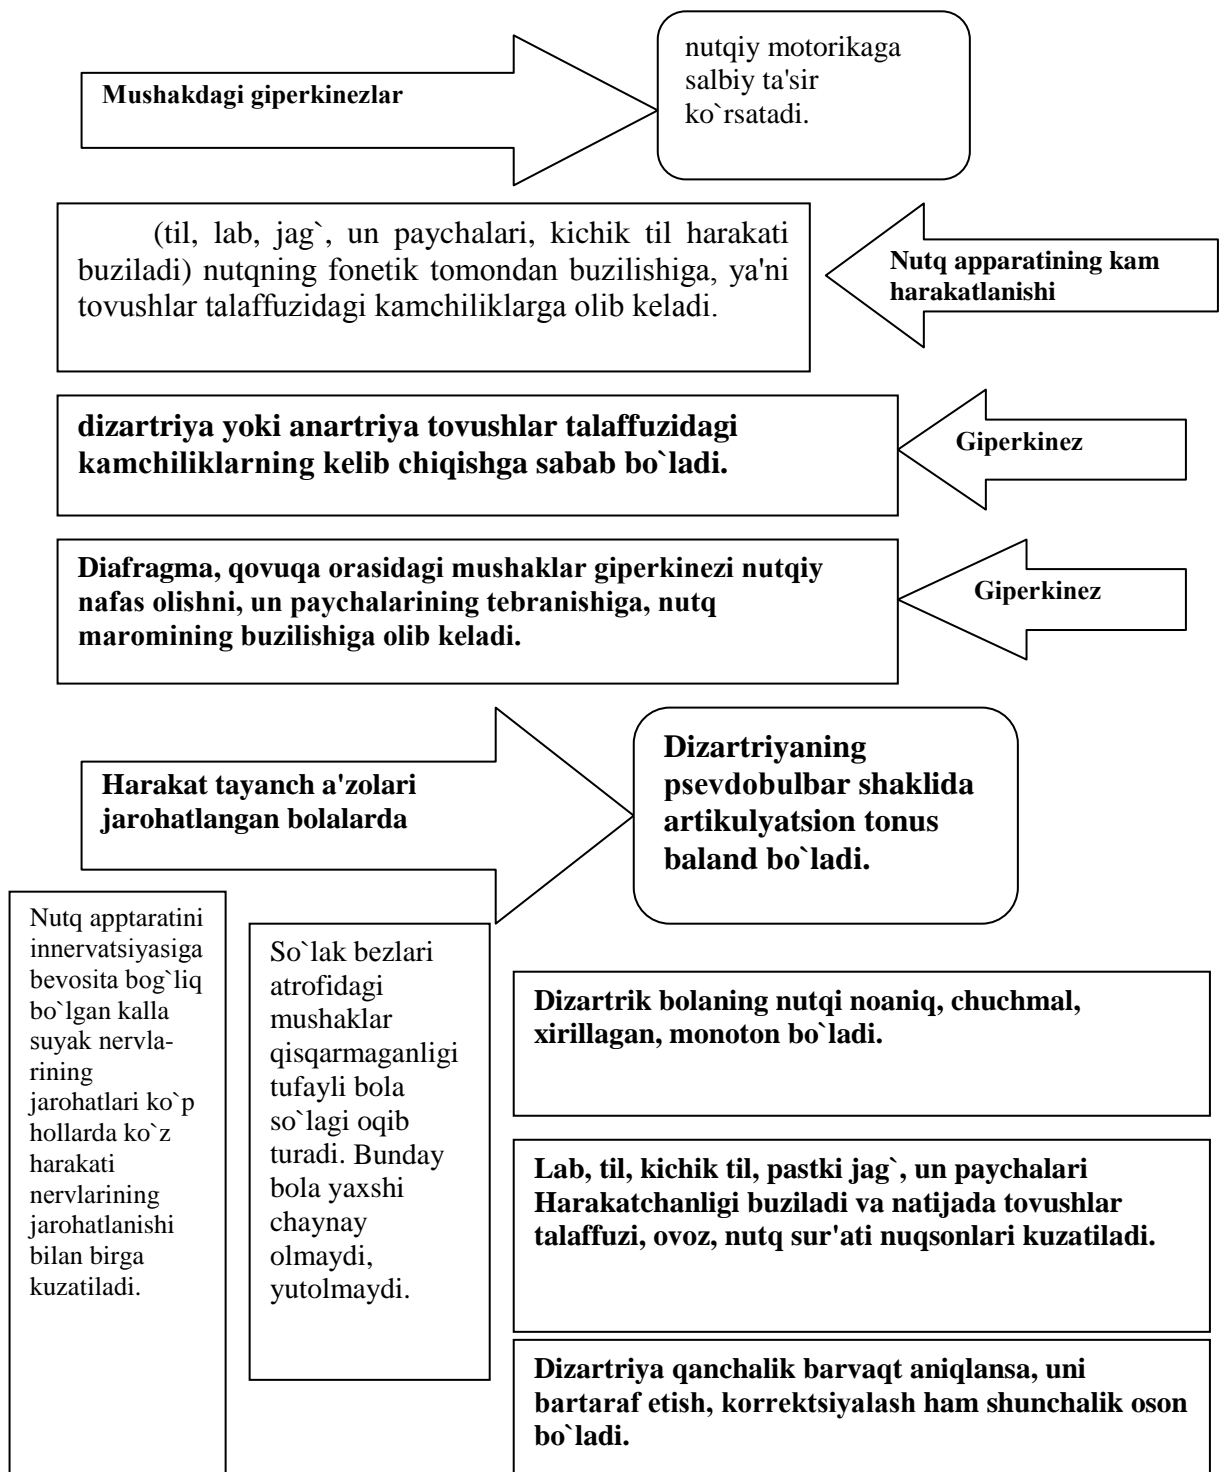 Mushakdagi giperkinezlar
nutqiy motorikaga
salbiy ta'sir
ko`rsatadi.
(til, lab, jag`, un paychalari, kichik til harakati
buziladi) nutqning fonetik tomondan buzilishiga, ya'ni
tovushlar talaffuzidagi kamchiliklarga olib keladi.
Nutq apparatining kam
harakatlanishi
dizartriya yoki anartriya tovushlar talaffuzidagi
kamchiliklarning kelib chiqishga sabab bo`ladi.
Giperkinez
Diafragma, qovuqa orasidagi mushaklar giperkinezi nutqiy
nafas olishni, un paychalarining tebranishiga, nutq
maromining buzilishiga olib keladi.
Giperkinez
Harakat tayanch a'zolari
jarohatlangan bolalarda
Dizartriyaning
psevdobulbar shaklida
artikulyatsion tonus
baland bo`ladi.
Nutq apptaratini
innervatsiyasiga
bevosita bog`liq
bo`lgan kalla
suyak nervla-
rining
jarohatlari ko`p
hollarda ko`z
harakati
nervlarining
jarohatlanishi
bilan birga
kuzatiladi.
So`lak bezlari
atrofidagi
mushaklar
qisqarmaganligi
tufayli bola
so`lagi oqib
turadi. Bunday
bola yaxshi
chaynay
olmaydi,
yutolmaydi.
Dizartrik bolaning nutqi noaniq, chuchmal,
xirillagan, monoton bo`ladi.
Lab, til, kichik til, pastki jag`, un paychalari
Harakatchanligi buziladi va natijada tovushlar
talaffuzi, ovoz, nutq sur'ati nuqsonlari kuzatiladi.
Dizartriya qanchalik barvaqt aniqlansa, uni
bartaraf etish, korrektsiyalash ham shunchalik oson
bo`ladi.